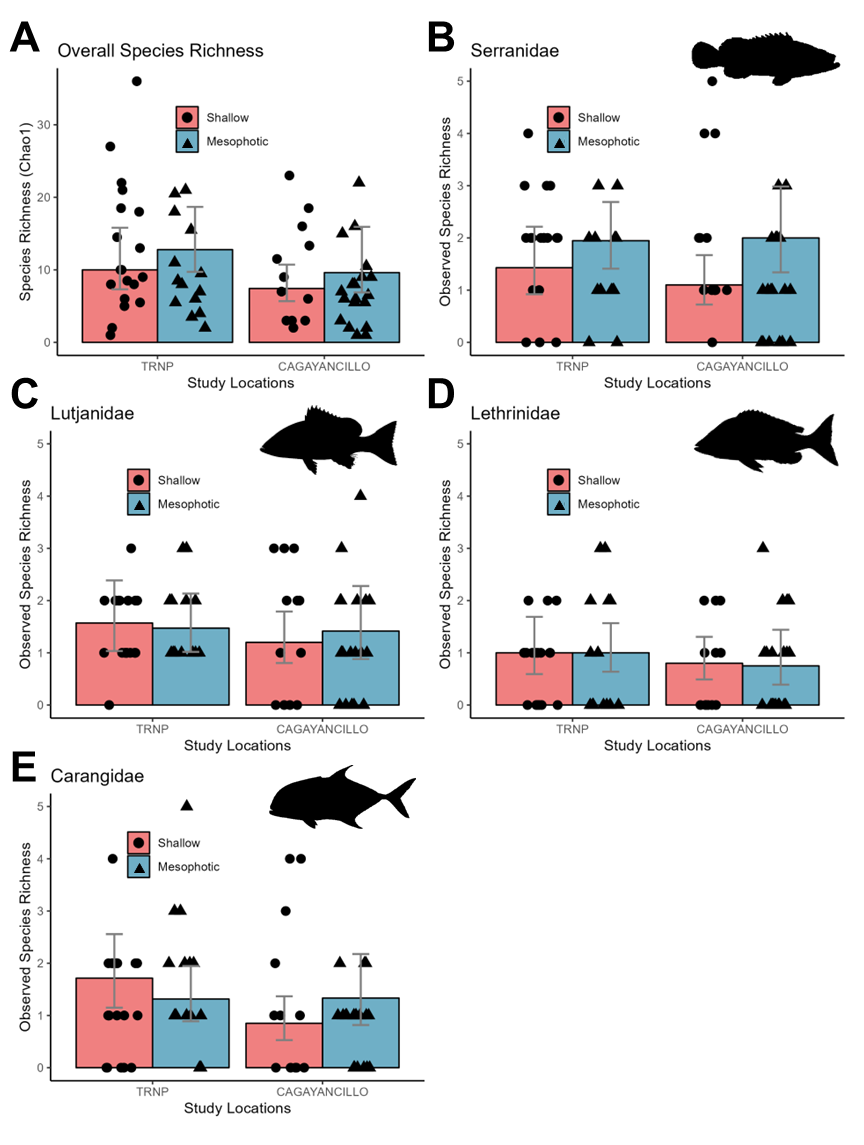 A
Overall Species Richness
Species Richness (Chao1)
30
20
10
0
Shallow
Mesophotic
TRNP
CAGAYANCILLO
Study Locations
B
Serranidae
Observed Species Richness
5
4
3
2
1
0
Shallow
Mesophotic
TRNP
CAGAYANCILLO
Study Locations
C
Lutjanidae
Observed Species Richness
5
4
3
2
1
0
Shallow
Mesophotic
TRNP
CAGAYANCILLO
Study Locations
D
Lethrinidae
Observed Species Richness
5
4
3
2
1
0
Shallow
Mesophotic
TRNP
CAGAYANCILLO
Study Locations
E
Carangidae
Observed Species Richness
5
4
3
2
1
0
Shallow
Mesophotic
TRNP
CAGAYANCILLO
Study Locations